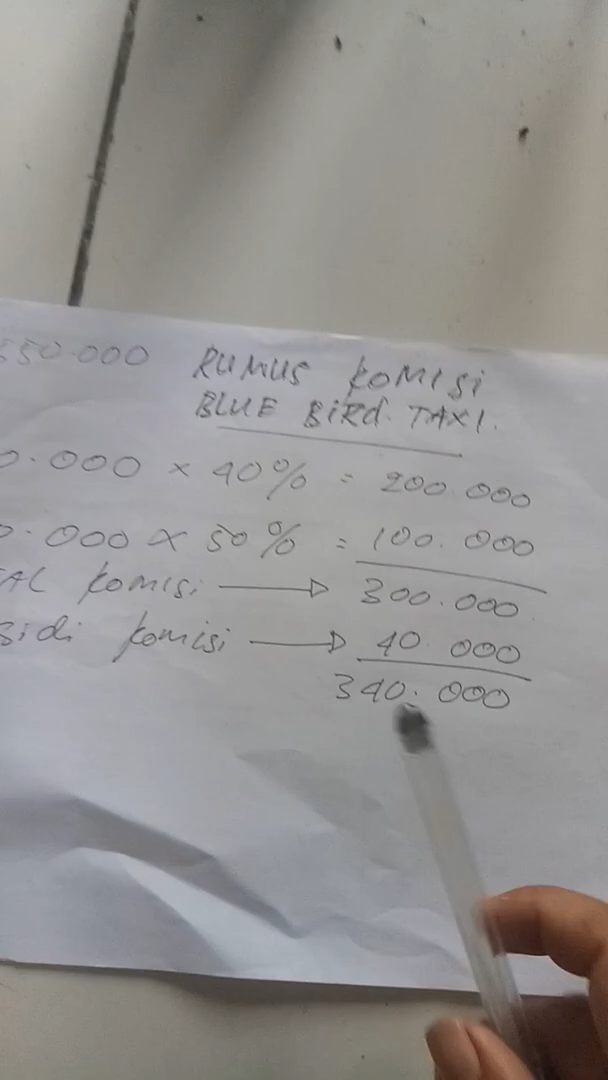 550.000 RUMUS KOMISI
BLUE BIRd. TAXI.
0.000 x 40% = 200.000
0.000 x 50% = 100.000
AL Komisi → 300.000
sidi Komisi → 40.000
340.000